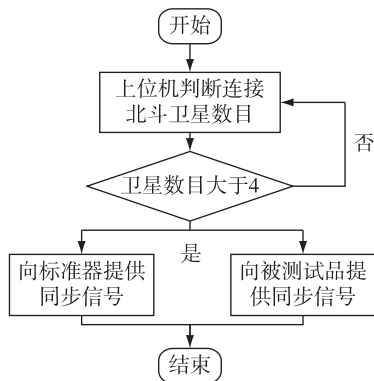 开始
上位机判断连接
北斗卫星数目
否
卫星数目大于4
是
向标准器提供
同步信号
向被测试品提
供同步信号
结束